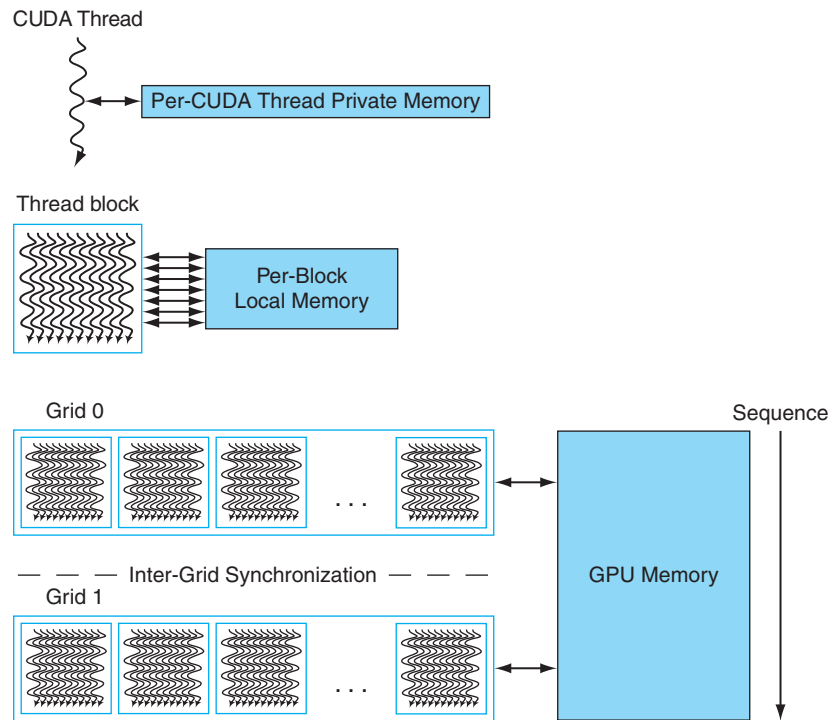 CUDA Thread
Per-CUDA Thread Private Memory
Thread block
Per-Block
Local Memory
Grid 0
Sequence
. . .
Inter-Grid Synchronization
GPU Memory
Grid 1
. . .